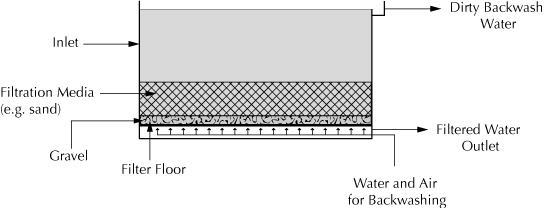 Dirty Backwash
Water
Inlet
Filtration Media
(e.g. sand)
Gravel
Filter Floor
Filtered Water
Outlet
Water and Air
for Backwashing